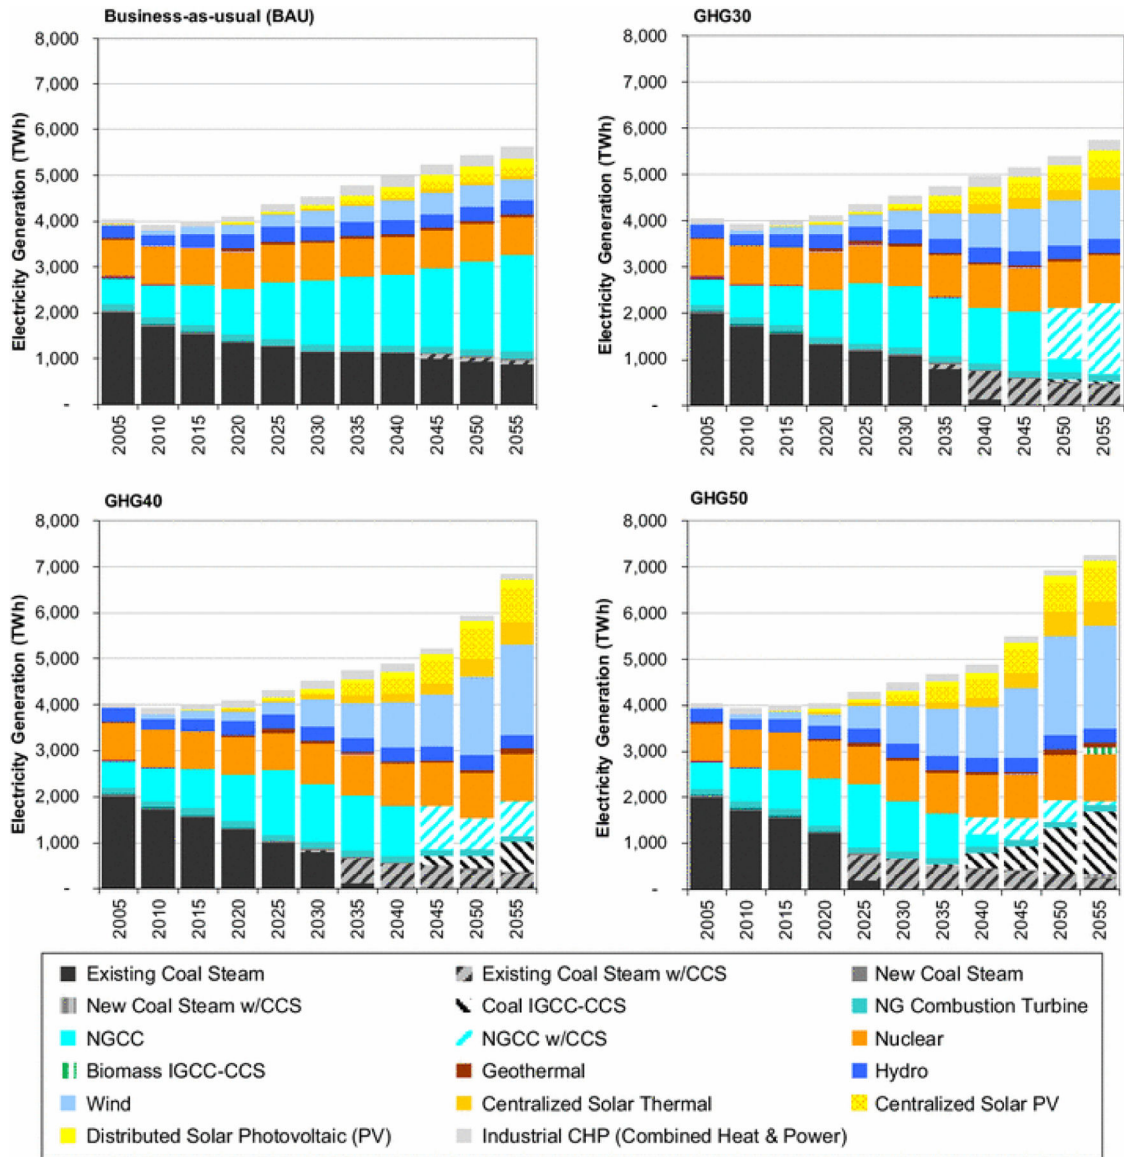 Business-as-usual (BAU)
Electricity Generation (TWh)
8,000
7,000
6,000
5,000
4,000
3,000
2,000
1,000
-
2005 2010 2015 2020 2025 2030 2035 2040 2045 2050 2055
GHG30
Electricity Generation (TWh)
8,000
7,000
6,000
5,000
4,000
3,000
2,000
1,000
-
2005 2010 2015 2020 2025 2030 2035 2040 2045 2050 2055
GHG40
Electricity Generation (TWh)
8,000
7,000
6,000
5,000
4,000
3,000
2,000
1,000
-
2005 2010 2015 2020 2025 2030 2035 2040 2045 2050 2055
GHG50
Electricity Generation (TWh)
8,000
7,000
6,000
5,000
4,000
3,000
2,000
1,000
-
2005 2010 2015 2020 2025 2030 2035 2040 2045 2050 2055
Existing Coal Steam Existing Coal Steam w/CCS New Coal Steam
New Coal Steam w/CCS Coal IGCC-CCS NG Combustion Turbine
NGCC NGCC w/CCS Nuclear
Biomass IGCC-CCS Geothermal Hydro
Wind Centralized Solar Thermal Centralized Solar PV
Distributed Solar Photovoltaic (PV) Industrial CHP (Combined Heat & Power)